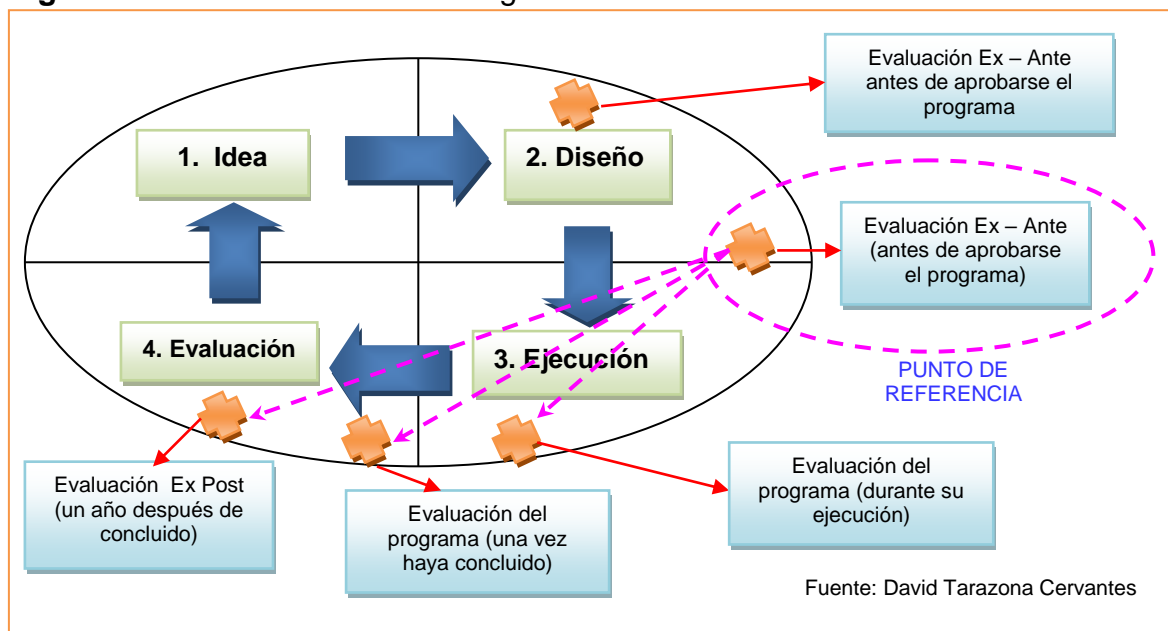 Evaluación Ex – Ante
antes de aprobarse el
programa
1. Idea
2. Diseño
Evaluación Ex – Ante
(antes de aprobarse
el programa)
4. Evaluación
3. Ejecución
PUNTO DE
REFERENCIA
Evaluación Ex Post
(un año después de
concluido)
Evaluación del
programa (una vez
haya concluido)
Evaluación del
programa (durante su
ejecución)
Fuente: David Tarazona Cervantes